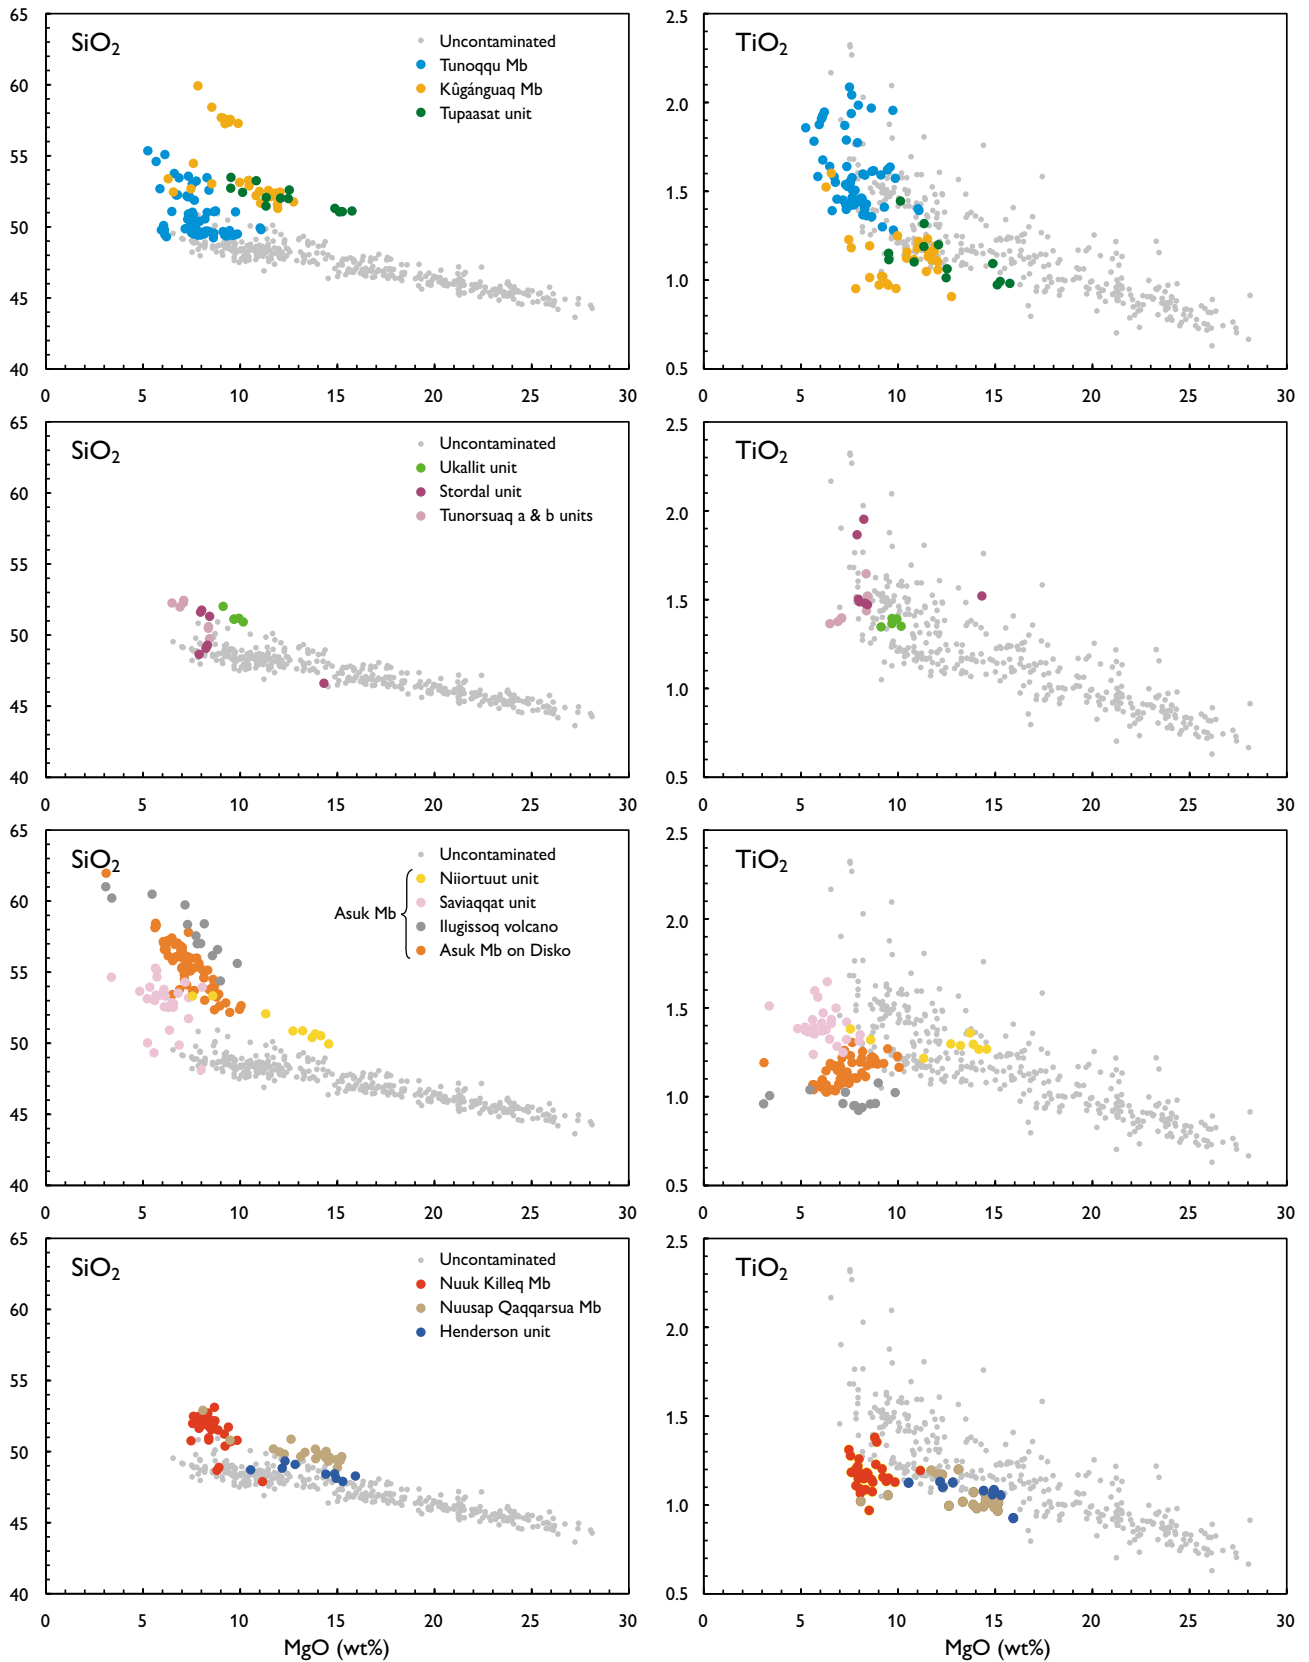 65
60
55
50
45
40
SiO₂
Uncontaminated
Tunoqqu Mb
Kûgánguaq Mb
Tupaasat unit
0 5 10 15 20 25 30
2.5
2.0
1.5
1.0
0.5
TiO₂
0 5 10 15 20 25 30
65
60
55
50
45
40
SiO₂
Uncontaminated
Ukallit unit
Stordal unit
Tunorsuaq a & b units
0 5 10 15 20 25 30
2.5
2.0
1.5
1.0
0.5
TiO₂
0 5 10 15 20 25 30
65
60
55
50
45
40
SiO₂
Uncontaminated
Asuk Mb
Niiortuut unit
Saviaqqat unit
Ilugissoq volcano
Asuk Mb on Disko
0 5 10 15 20 25 30
2.5
2.0
1.5
1.0
0.5
TiO₂
0 5 10 15 20 25 30
65
60
55
50
45
40
SiO₂
Uncontaminated
Nuuk Killeq Mb
Nuusap Qaqqarsua Mb
Henderson unit
0 5 10 15 20 25 30
MgO (wt%)
2.5
2.0
1.5
1.0
0.5
TiO₂
0 5 10 15 20 25 30
MgO (wt%)